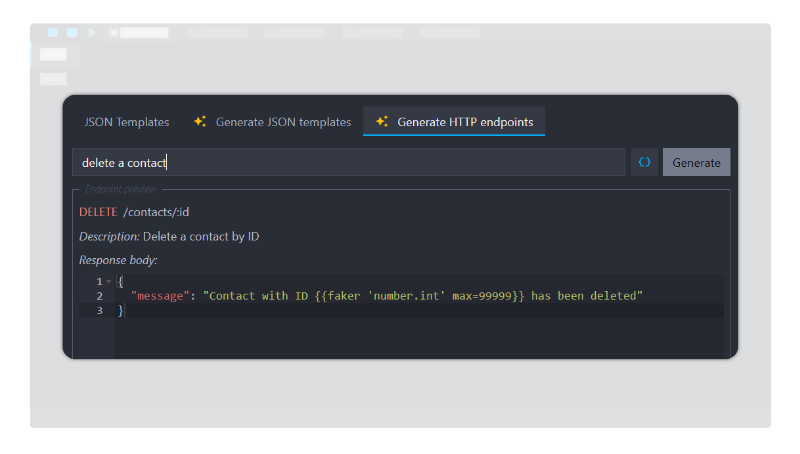 JSON Templates Generate JSON templates Generate HTTP endpoints
delete a contact {} Generate
Endpoint preview
DELETE /contacts/:id
Description: Delete a contact by ID
Response body:
1 {
2 "message": "Contact with ID {{faker 'number.int' max=99999}} has been deleted"
3 }